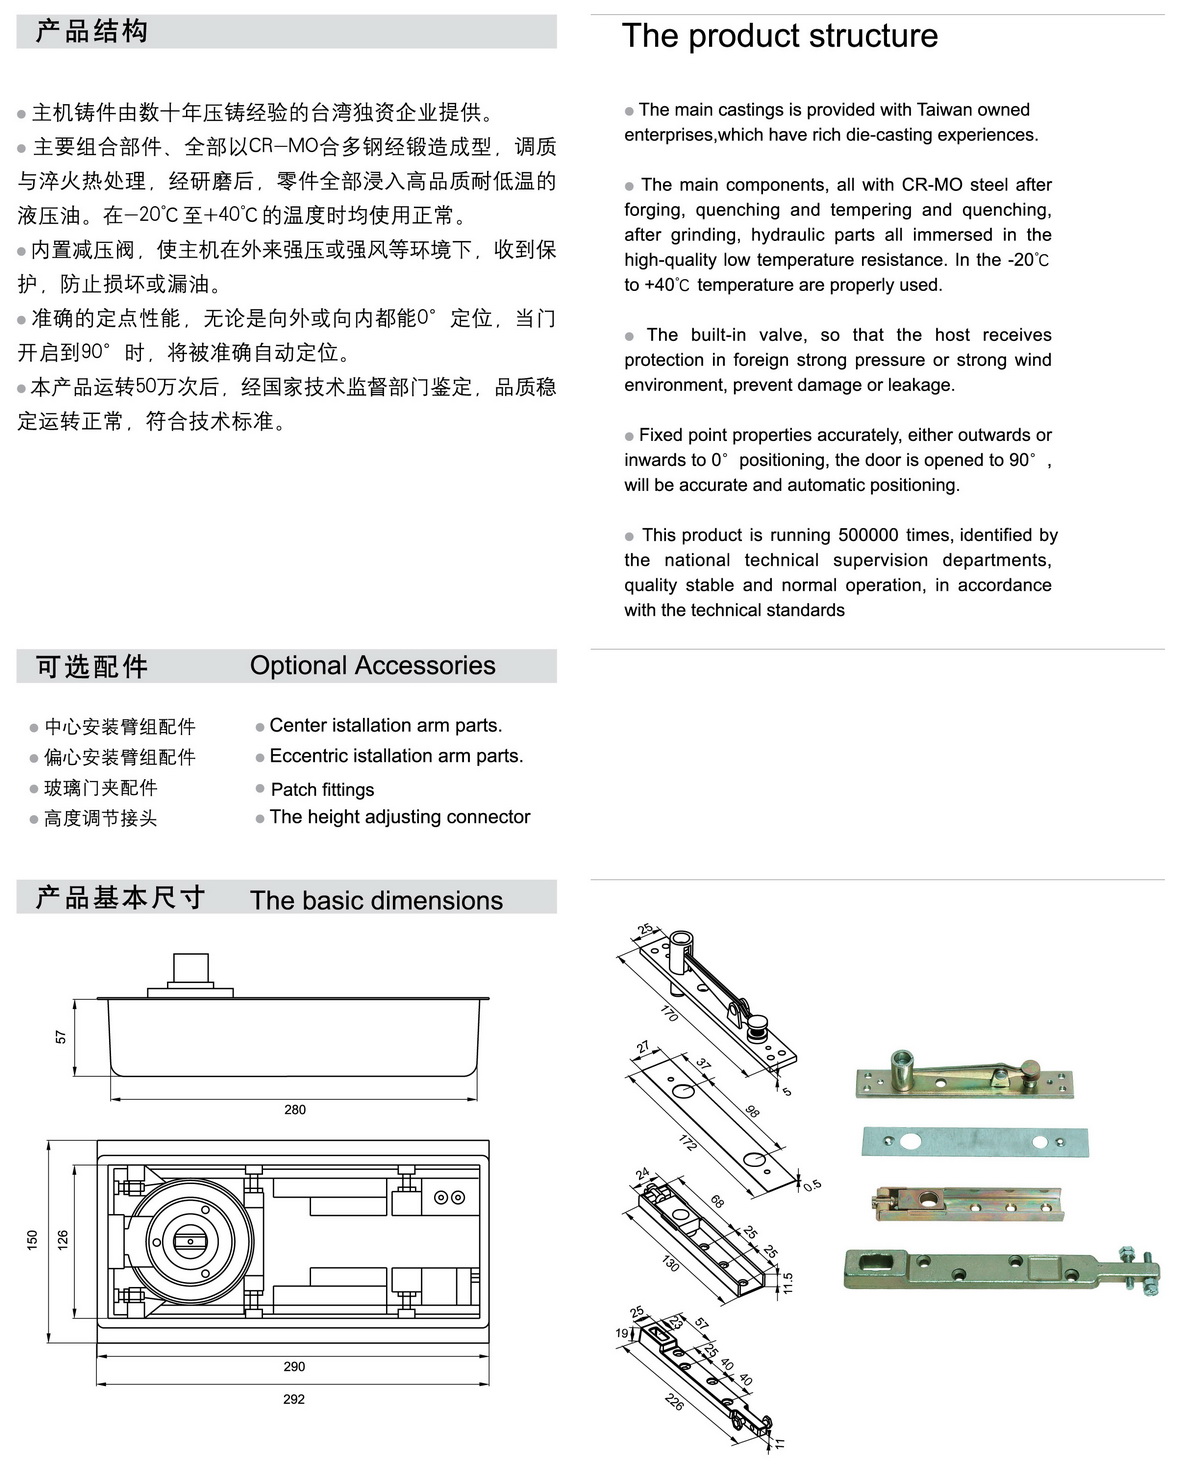 产品结构
● 主机铸件由数十年压铸经验的台湾独资企业提供。
● 主要组合部件、全部以CR-MO合多钢经锻造成型，调质
与淬火热处理，经研磨后，零件全部浸入高品质耐低温的
液压油。在-20℃至+40℃的温度时均使用正常。
● 内置减压阀，使主机在外来强压或强风等环境下，收到保
护，防止损坏或漏油。
● 准确的定点性能，无论是向外或向内都能0° 定位，当门
开启到90° 时，将被准确自动定位。
● 本产品运转50万次后，经国家技术监督部门鉴定，品质稳
定运转正常，符合技术标准。
The product structure
● The main castings is provided with Taiwan owned
enterprises,which have rich die-casting experiences.
● The main components, all with CR-MO steel after
forging, quenching and tempering and quenching,
after grinding, hydraulic parts all immersed in the
high-quality low temperature resistance. In the -20℃
to +40℃ temperature are properly used.
● The built-in valve, so that the host receives
protection in foreign strong pressure or strong wind
environment, prevent damage or leakage.
● Fixed point properties accurately, either outwards or
inwards to 0° positioning, the door is opened to 90° ,
will be accurate and automatic positioning.
● This product is running 500000 times, identified by
the national technical supervision departments,
quality stable and normal operation, in accordance
with the technical standards
可选配件 Optional Accessories
● 中心安装臂组配件
● 偏心安装臂组配件
● 玻璃门夹配件
● 高度调节接头
● Center istallation arm parts.
● Eccentric istallation arm parts.
● Patch fittings
● The height adjusting connector
产品基本尺寸 The basic dimensions
57
280
150
126
290
292
25
170
5
27
37
98
172
0.5
24
68
25
25
130
11.5
25
19
23
57
25
40
40
226
11